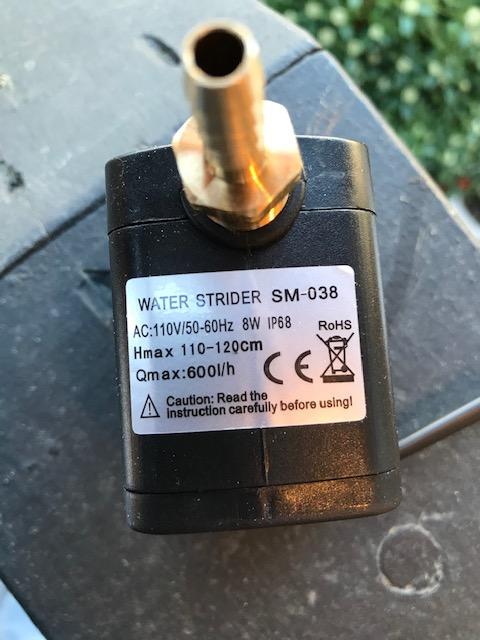 WATER STRIDER SM-038
AC:110V/50-60Hz 8W IP68
Hmax 110-120cm
Qmax:600l/h
RoHS
CE
Caution: Read the
instruction carefully before using!